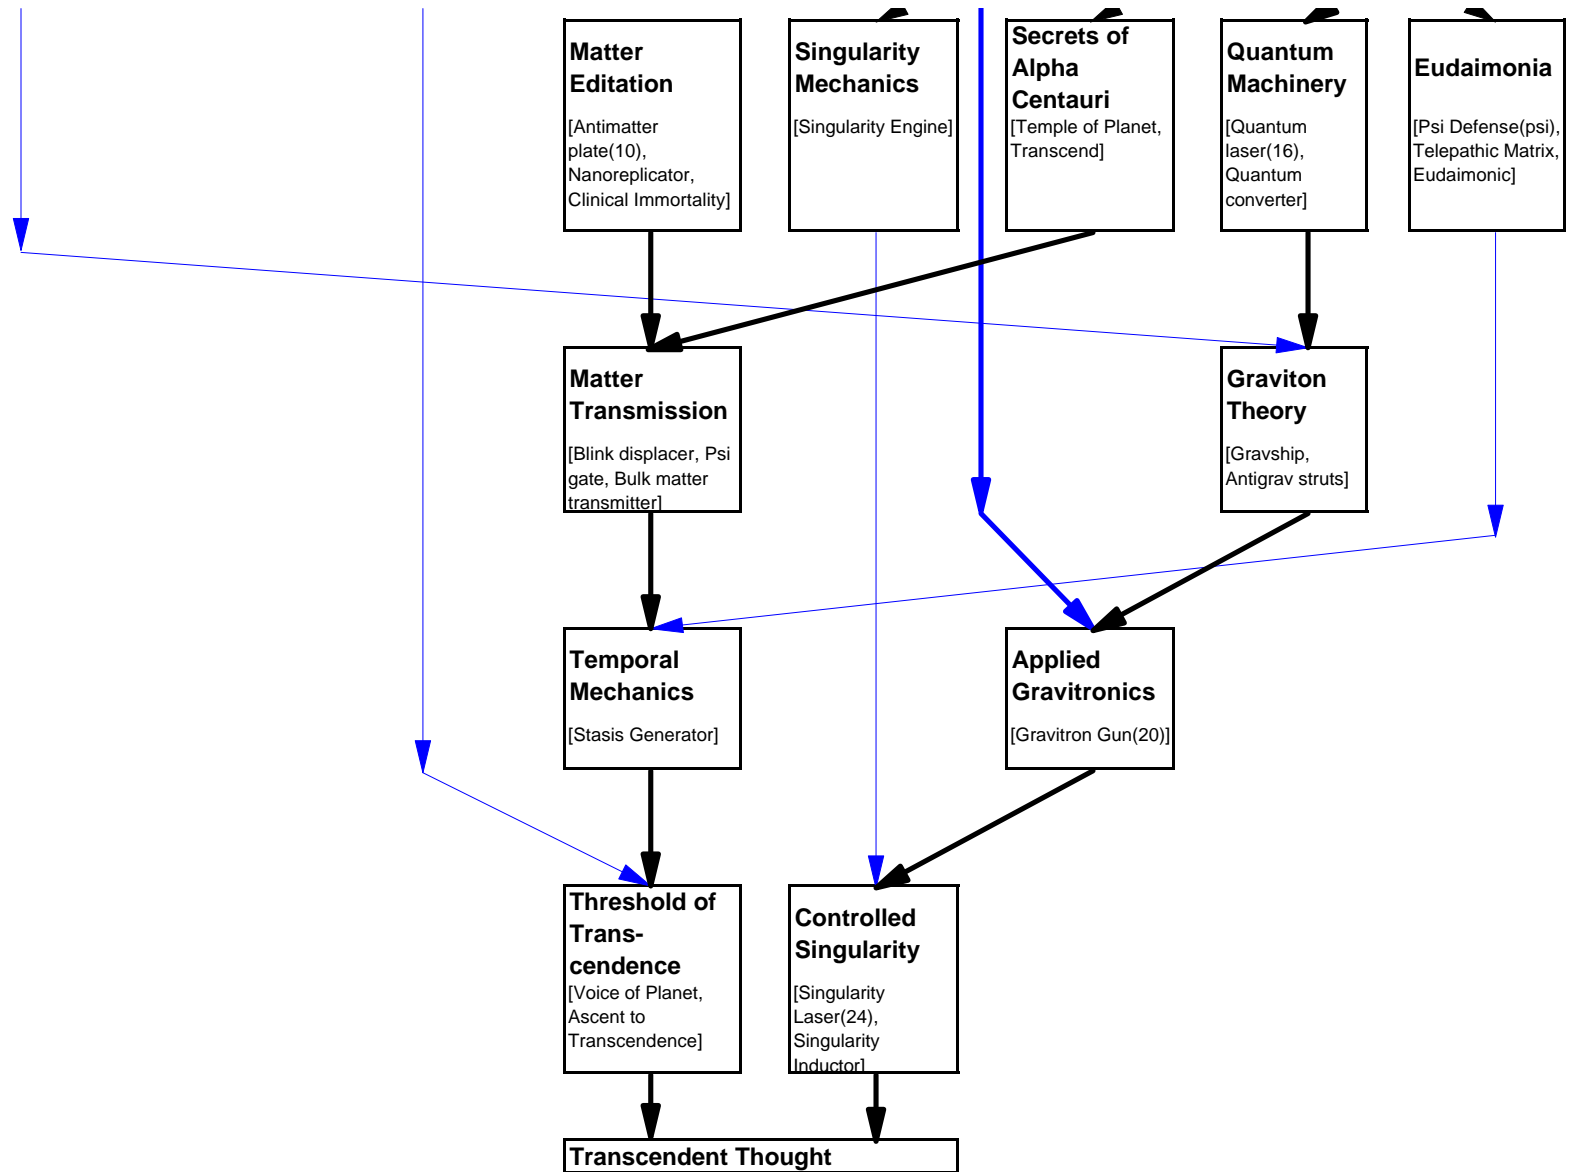 Matter
Editation
[Antimatter
plate(10),
Nanoreplicator,
Clinical Immortality]
Singularity
Mechanics
[Singularity Engine]
Secrets of
Alpha
Centauri
[Temple of Planet,
Transcend]
Quantum
Machinery
[Quantum
laser(16),
Quantum
converter]
Eudaimonia
[Psi Defense(psi),
Telepathic Matrix,
Eudaimonic]
Matter
Transmission
[Blink displacer, Psi
gate, Bulk matter
transmitter]
Graviton
Theory
[Gravship,
Antigrav struts]
Temporal
Mechanics
[Stasis Generator]
Applied
Gravitronics
[Gravitron Gun(20)]
Threshold of
Trans-
cendence
[Voice of Planet,
Ascent to
Transcendence]
Controlled
Singularity
[Singularity
Laser(24),
Singularity
Inductor]
Transcendent Thought